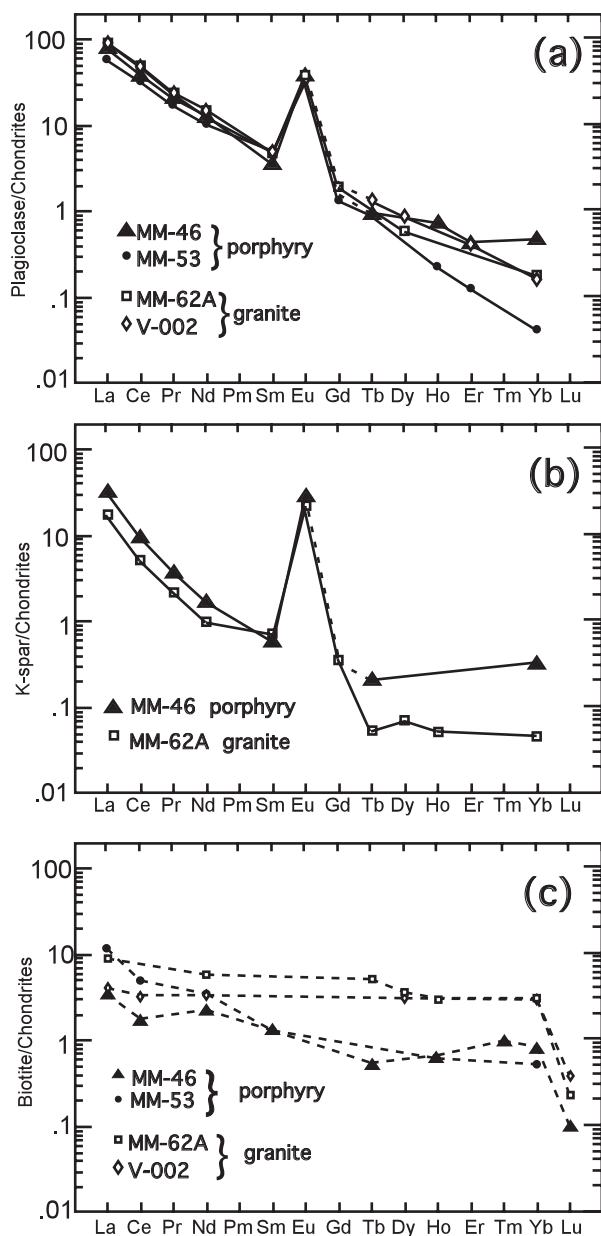 100
10
1
.1
.01
Plagioclase/Chondrites
(a)
MM-46
MM-53
porphyry
MM-62A
V-002
granite
La Ce Pr Nd Pm Sm Eu Gd Tb Dy Ho Er Tm Yb Lu
100
10
1
.1
.01
K-spar/Chondrites
(b)
MM-46 porphyry
MM-62A granite
La Ce Pr Nd Pm Sm Eu Gd Tb Dy Ho Er Tm Yb Lu
100
10
1
.1
.01
Biotite/Chondrites
(c)
MM-46
MM-53
porphyry
MM-62A
V-002
granite
La Ce Pr Nd Pm Sm Eu Gd Tb Dy Ho Er Tm Yb Lu